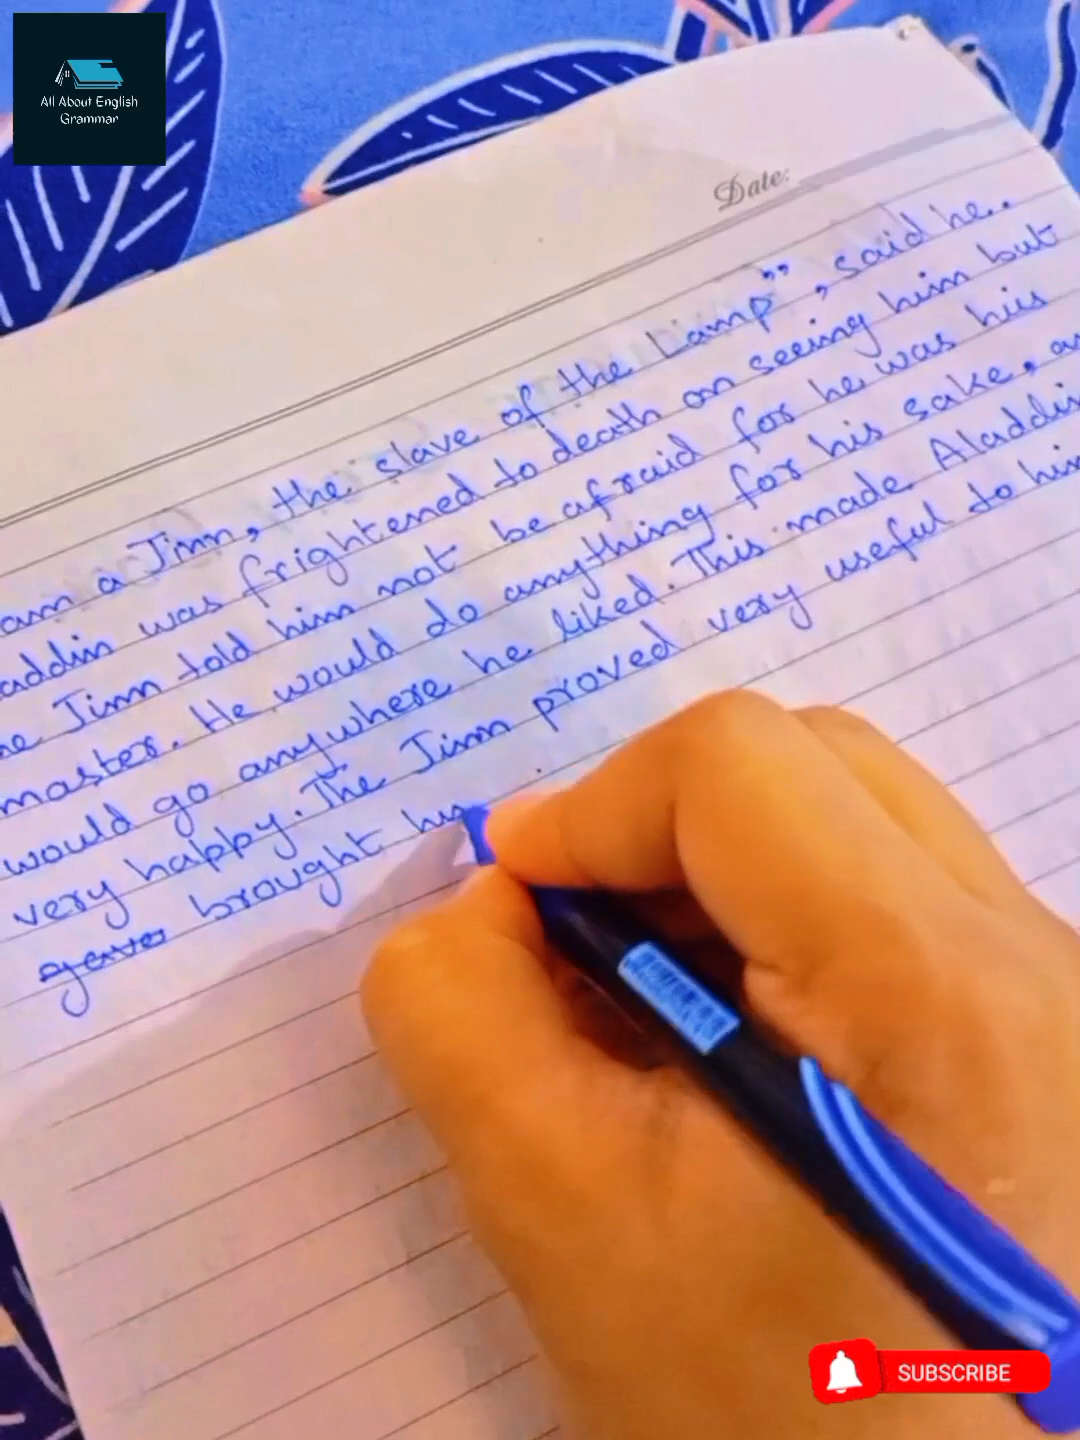 All About English
Grammar
Date:
am a Jinn, the slave of the Lamp", said he.
addin was frightened to death on seeing him but
he Jinn told him not be afraid for he was his
master. He would do anything for his sake, an
would go anywhere he liked. This made Aladdin
very happy. The Jinn proved very useful to him
brought
SUBSCRIBE